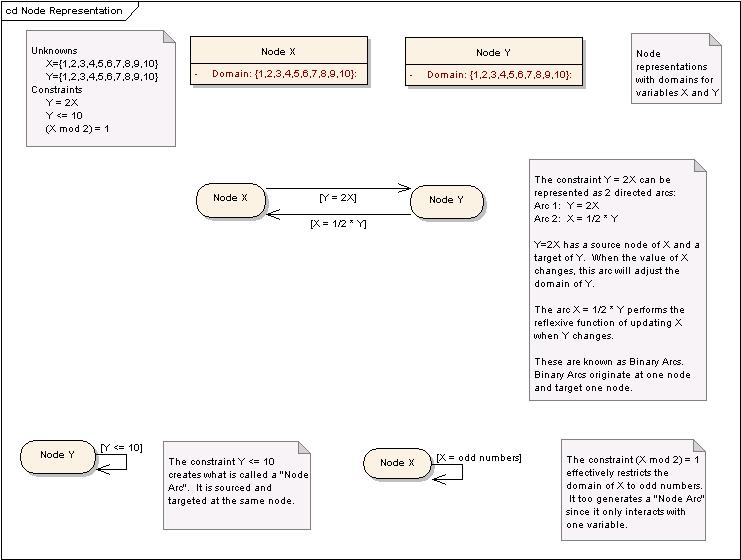 cd Node Representation
Unknowns
X={1,2,3,4,5,6,7,8,9,10}
Y={1,2,3,4,5,6,7,8,9,10}
Constraints
Y = 2X
Y <= 10
(X mod 2) = 1
Node X
- Domain: {1,2,3,4,5,6,7,8,9,10}:
Node Y
- Domain: {1,2,3,4,5,6,7,8,9,10}:
Node
representations
with domains for
variables X and Y
Node X
[Y = 2X]
[X = 1/2 * Y]
Node Y
The constraint Y = 2X can be
represented as 2 directed arcs:
Arc 1: Y = 2X
Arc 2: X = 1/2 * Y
Y=2X has a source node of X and a
target of Y. When the value of X
changes, this arc will adjust the
domain of Y.
The arc X = 1/2 * Y performs the
reflexive function of updating X
when Y changes.
These are known as Binary Arcs.
Binary Arcs originate at one node
and target one node.
Node Y
[Y <= 10]
The constraint Y <= 10
creates what is called a "Node
Arc". It is sourced and
targeted at the same node.
Node X
[X = odd numbers]
The constraint (X mod 2) = 1
effectively restricts the
domain of X to odd numbers.
It too generates a "Node Arc"
since it only interacts with
one variable.